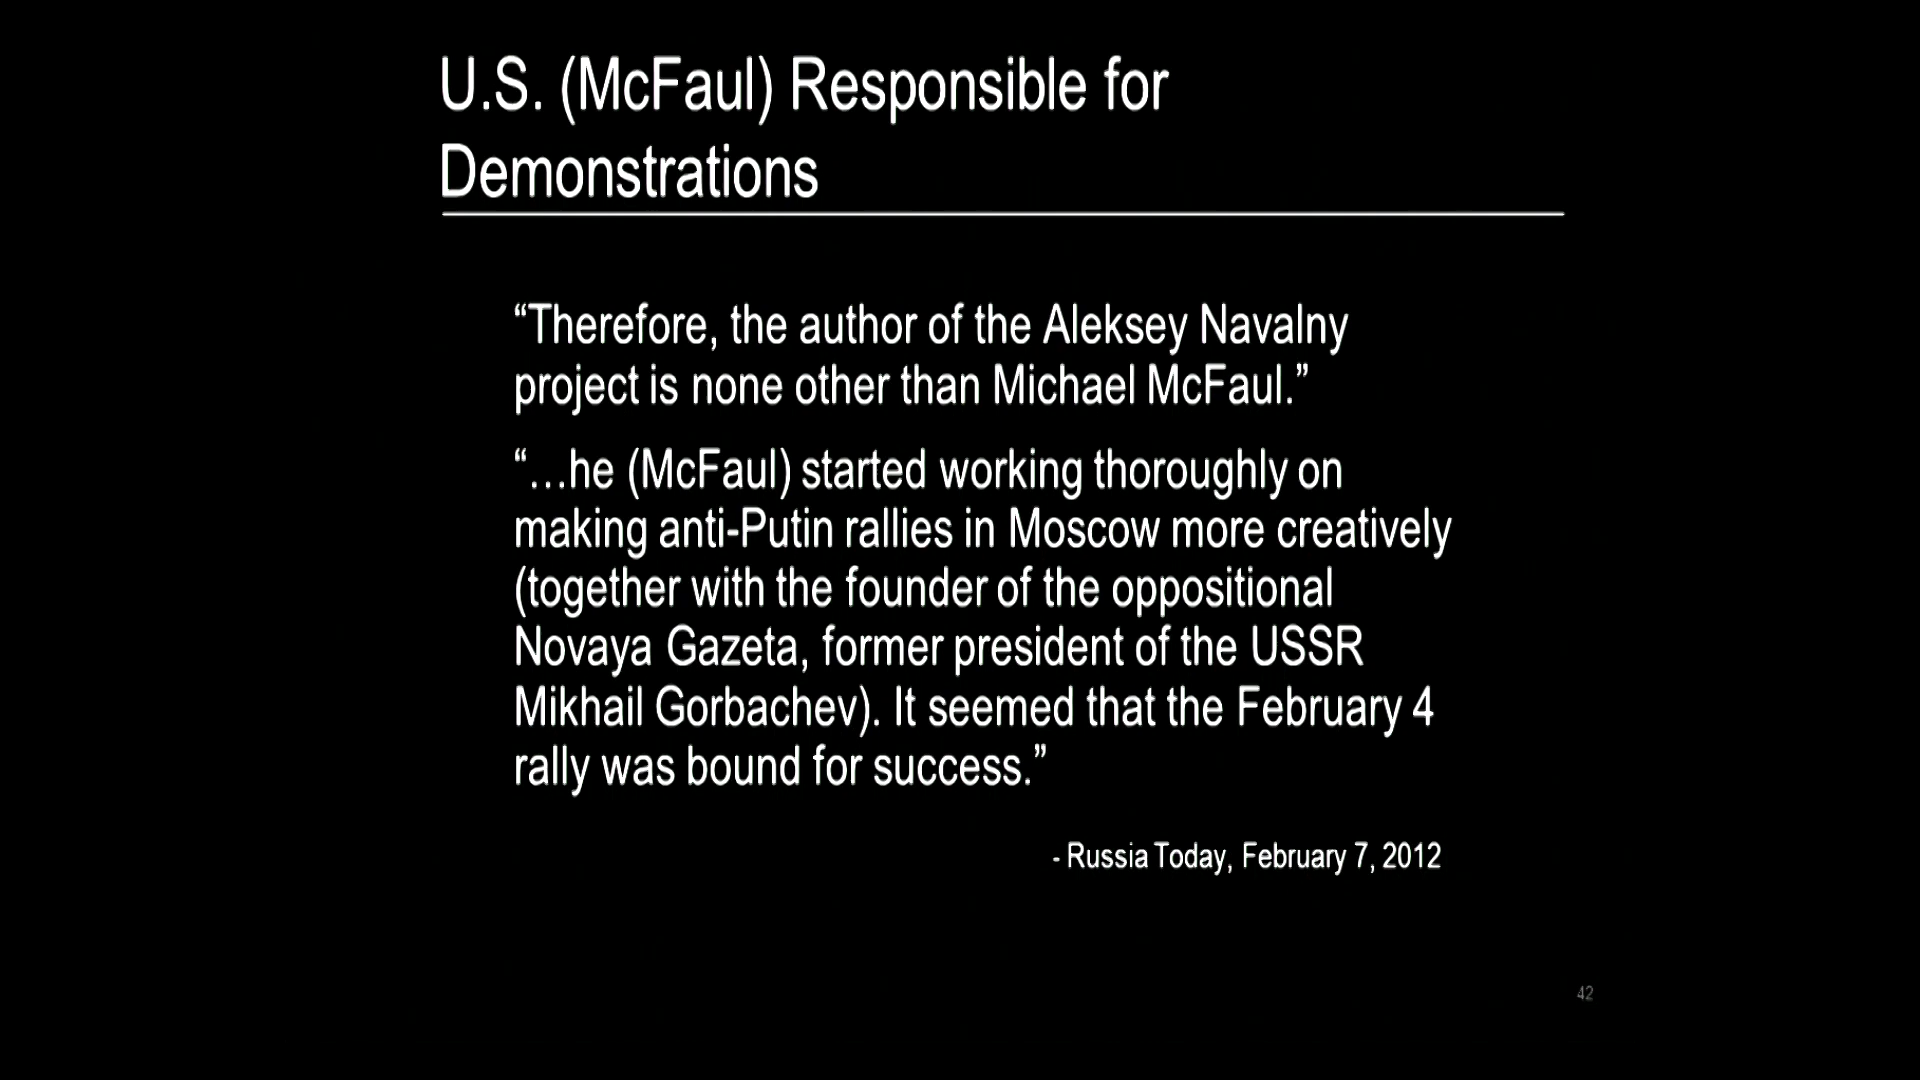 U.S. (McFaul) Responsible for
Demonstrations
“Therefore, the author of the Aleksey Navalny
project is none other than Michael McFaul.”
“…he (McFaul) started working thoroughly on
making anti-Putin rallies in Moscow more creatively
(together with the founder of the oppositional
Novaya Gazeta, former president of the USSR
Mikhail Gorbachev). It seemed that the February 4
rally was bound for success.”
- Russia Today, February 7, 2012
42